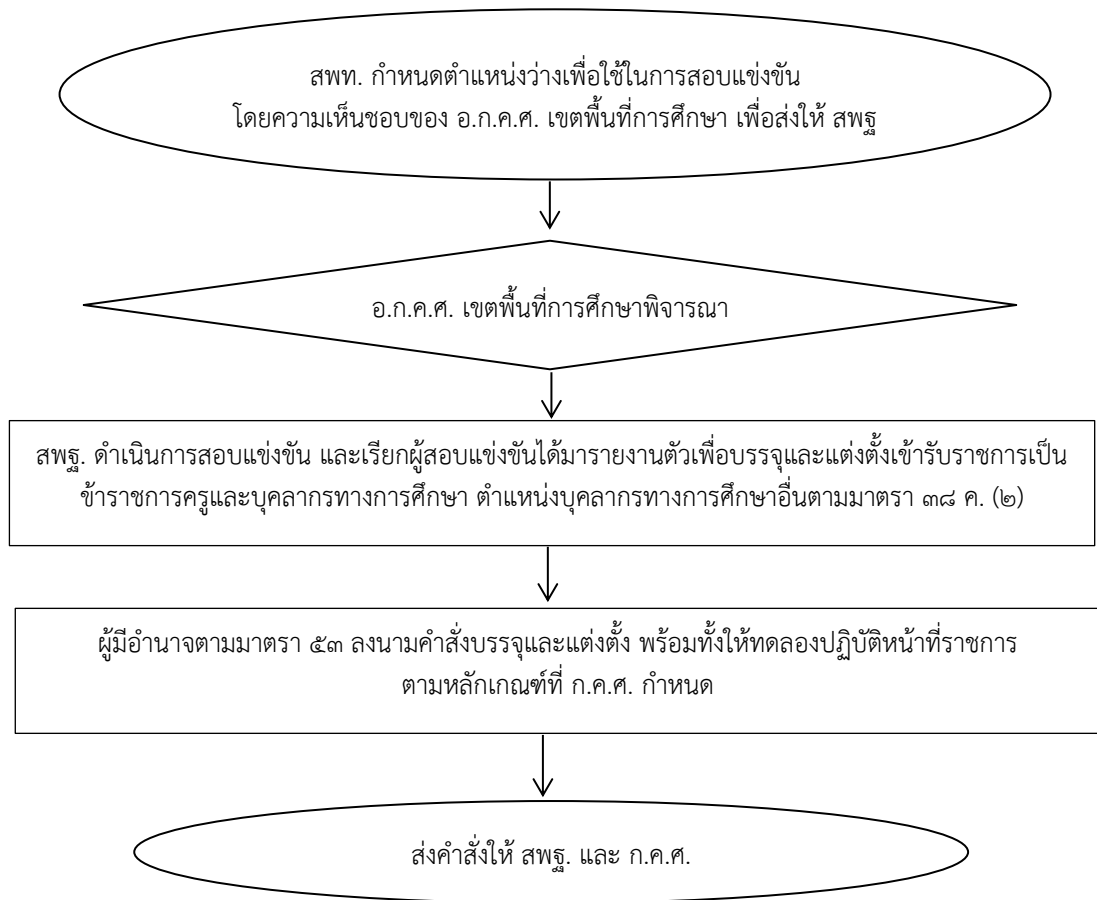 สพท. กำหนดตำแหน่งว่างเพื่อใช้ในการสอบแข่งขัน
โดยความเห็นชอบของ อ.ก.ค.ศ. เขตพื้นที่การศึกษา เพื่อส่งให้ สพฐ
อ.ก.ค.ศ. เขตพื้นที่การศึกษาพิจารณา
สพฐ. ดำเนินการสอบแข่งขัน และเรียกผู้สอบแข่งขันได้มารายงานตัวเพื่อบรรจุและแต่งตั้งเข้ารับราชการเป็น
ข้าราชการครูและบุคลากรทางการศึกษา ตำแหน่งบุคลากรทางการศึกษาอื่นตามมาตรา ๓๘ ค. (๒)
ผู้มีอำนาจตามมาตรา ๕๓ ลงนามคำสั่งบรรจุและแต่งตั้ง พร้อมทั้งให้ทดลองปฏิบัติหน้าที่ราชการ
ตามหลักเกณฑ์ที่ ก.ค.ศ. กำหนด
ส่งคำสั่งให้ สพฐ. และ ก.ค.ศ.